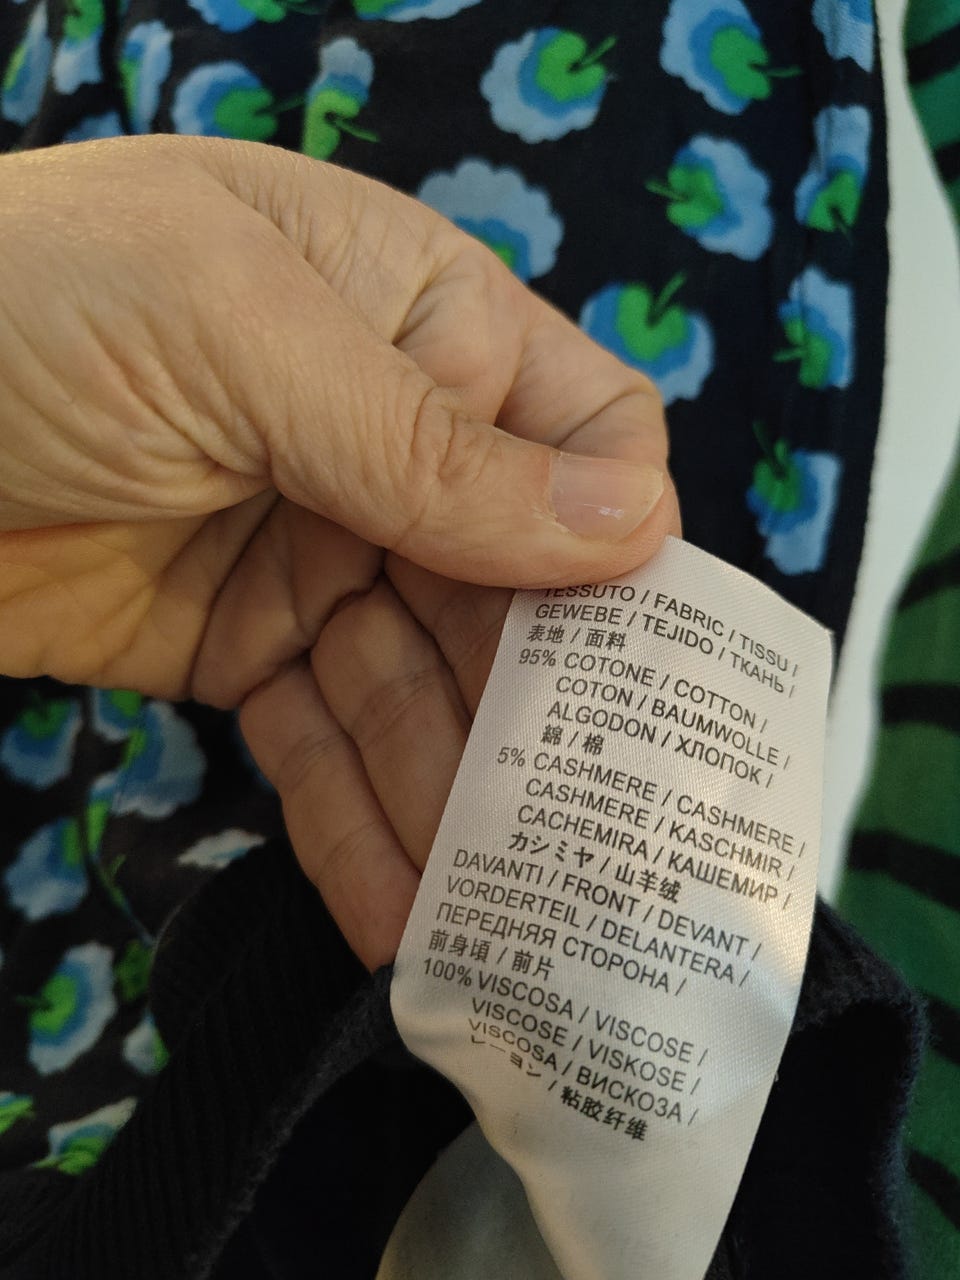 TESSUTO / FABRIC / TISSU /
GEWEBE / TEJIDO / ТКАНЬ /
表地 / 面料
95% COTONE / COTTON /
COTON / BAUMWOLLE /
ALGODON / ХЛОПОК /
綿 / 棉
5% CASHMERE / CASHMERE /
CASHMERE / KASCHMIR /
CACHEMIRA / КАШЕМИР /
カシミヤ / 山羊绒
DAVANTI / FRONT / DEVANT /
VORDERTEIL / DELANTERA /
ПЕРЕДНЯЯ СТОРОНА /
前身頃 / 前片
100% VISCOSA / VISCOSE /
VISCOSE / VISKOSE /
VISCOSA / ВИСКОЗА /
レーヨン / 粘胶纤维